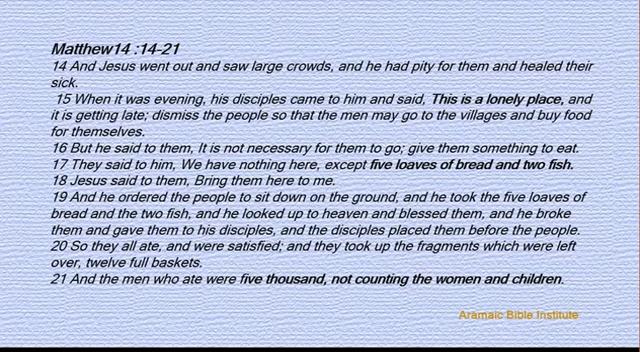 Matthew14 :14-21
14 And Jesus went out and saw large crowds, and he had pity for them and healed their
sick.
15 When it was evening, his disciples came to him and said, This is a lonely place, and
it is getting late; dismiss the people so that the men may go to the villages and buy food
for themselves.
16 But he said to them, It is not necessary for them to go; give them something to eat.
17 They said to him, We have nothing here, except five loaves of bread and two fish.
18 Jesus said to them, Bring them here to me.
19 And he ordered the people to sit down on the ground, and he took the five loaves of
bread and the two fish, and he looked up to heaven and blessed them, and he broke
them and gave them to his disciples, and the disciples placed them before the people.
20 So they all ate, and were satisfied; and they took up the fragments which were left
over, twelve full baskets.
21 And the men who ate were five thousand, not counting the women and children.
Aramaic Bible Institute